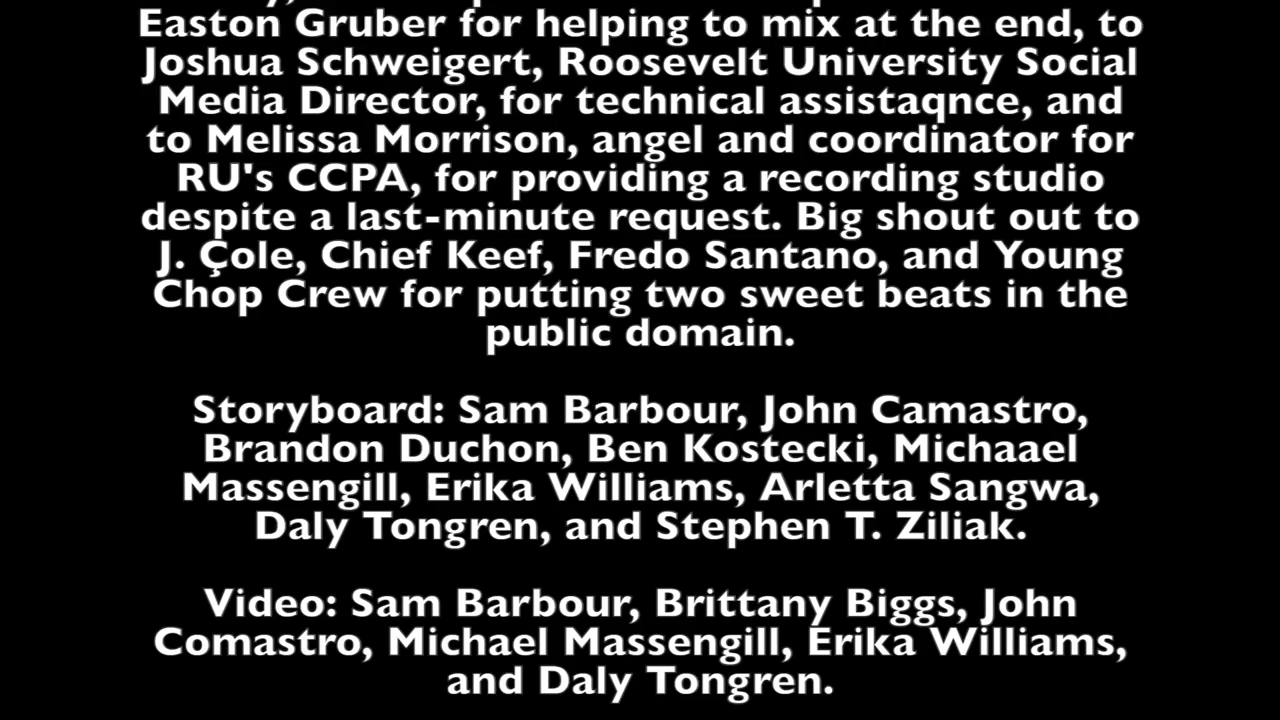 Easton Gruber for helping to mix at the end, to
Joshua Schweigert, Roosevelt University Social
Media Director, for technical assistaqnce, and
to Melissa Morrison, angel and coordinator for
RU's CCPA, for providing a recording studio
despite a last-minute request. Big shout out to
J. Çole, Chief Keef, Fredo Santano, and Young
Chop Crew for putting two sweet beats in the
public domain.
Storyboard: Sam Barbour, John Camastro,
Brandon Duchon, Ben Kostecki, Michaael
Massengill, Erika Williams, Arletta Sangwa,
Daly Tongren, and Stephen T. Ziliak.
Video: Sam Barbour, Brittany Biggs, John
Comastro, Michael Massengill, Erika Williams,
and Daly Tongren.